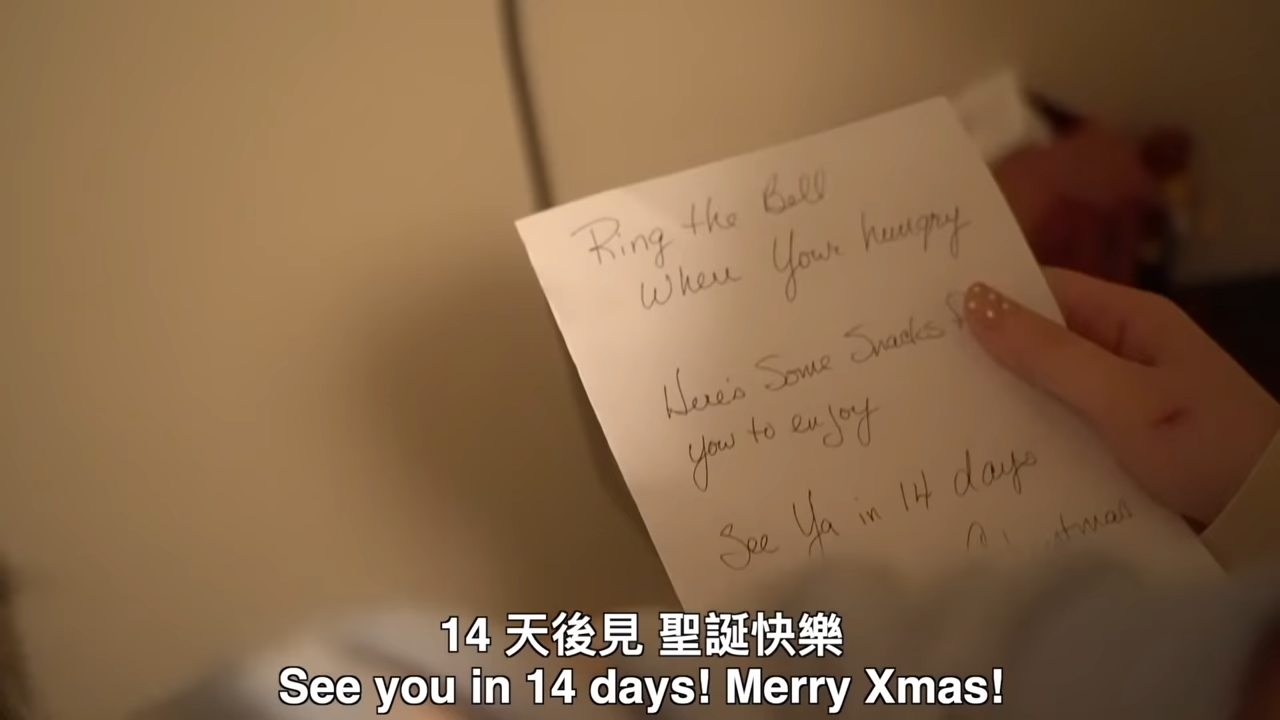 Ring the Bell
When Your hungry
Here's Some Snacks
you to enjoy
See Ya in 14 days
14 天後見 聖誕快樂
See you in 14 days! Merry Xmas!